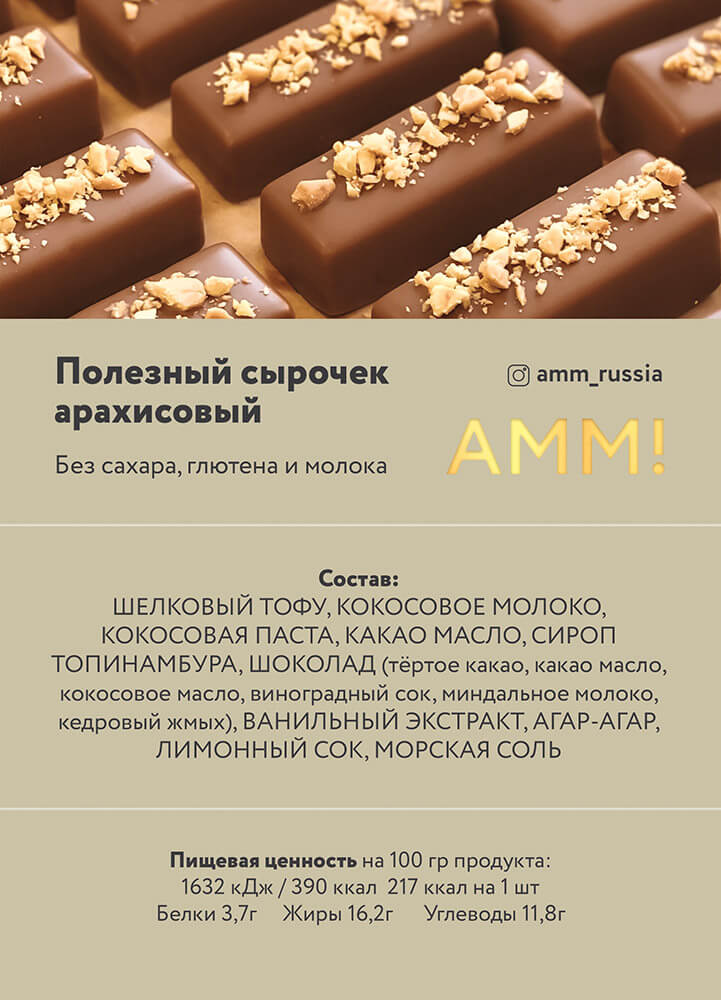 Полезный сырочек
арахисовый
amm_russia
Без сахара, глютена и молока
АММ!
Состав:
ШЕЛКОВЫЙ ТОФУ, КОКОСОВОЕ МОЛОКО,
КОКОСОВАЯ ПАСТА, КАКАО МАСЛО, СИРОП
ТОПИНАМБУРА, ШОКОЛАД (тёртое какао, какао масло,
кокосовое масло, виноградный сок, миндальное молоко,
кедровый жмых), ВАНИЛЬНЫЙ ЭКСТРАКТ, АГАР-АГАР,
ЛИМОННЫЙ СОК, МОРСКАЯ СОЛЬ
Пищевая ценность на 100 гр продукта:
1632 кДж / 390 ккал 217 ккал на 1 шт
Белки 3,7г Жиры 16,2г Углеводы 11,8г